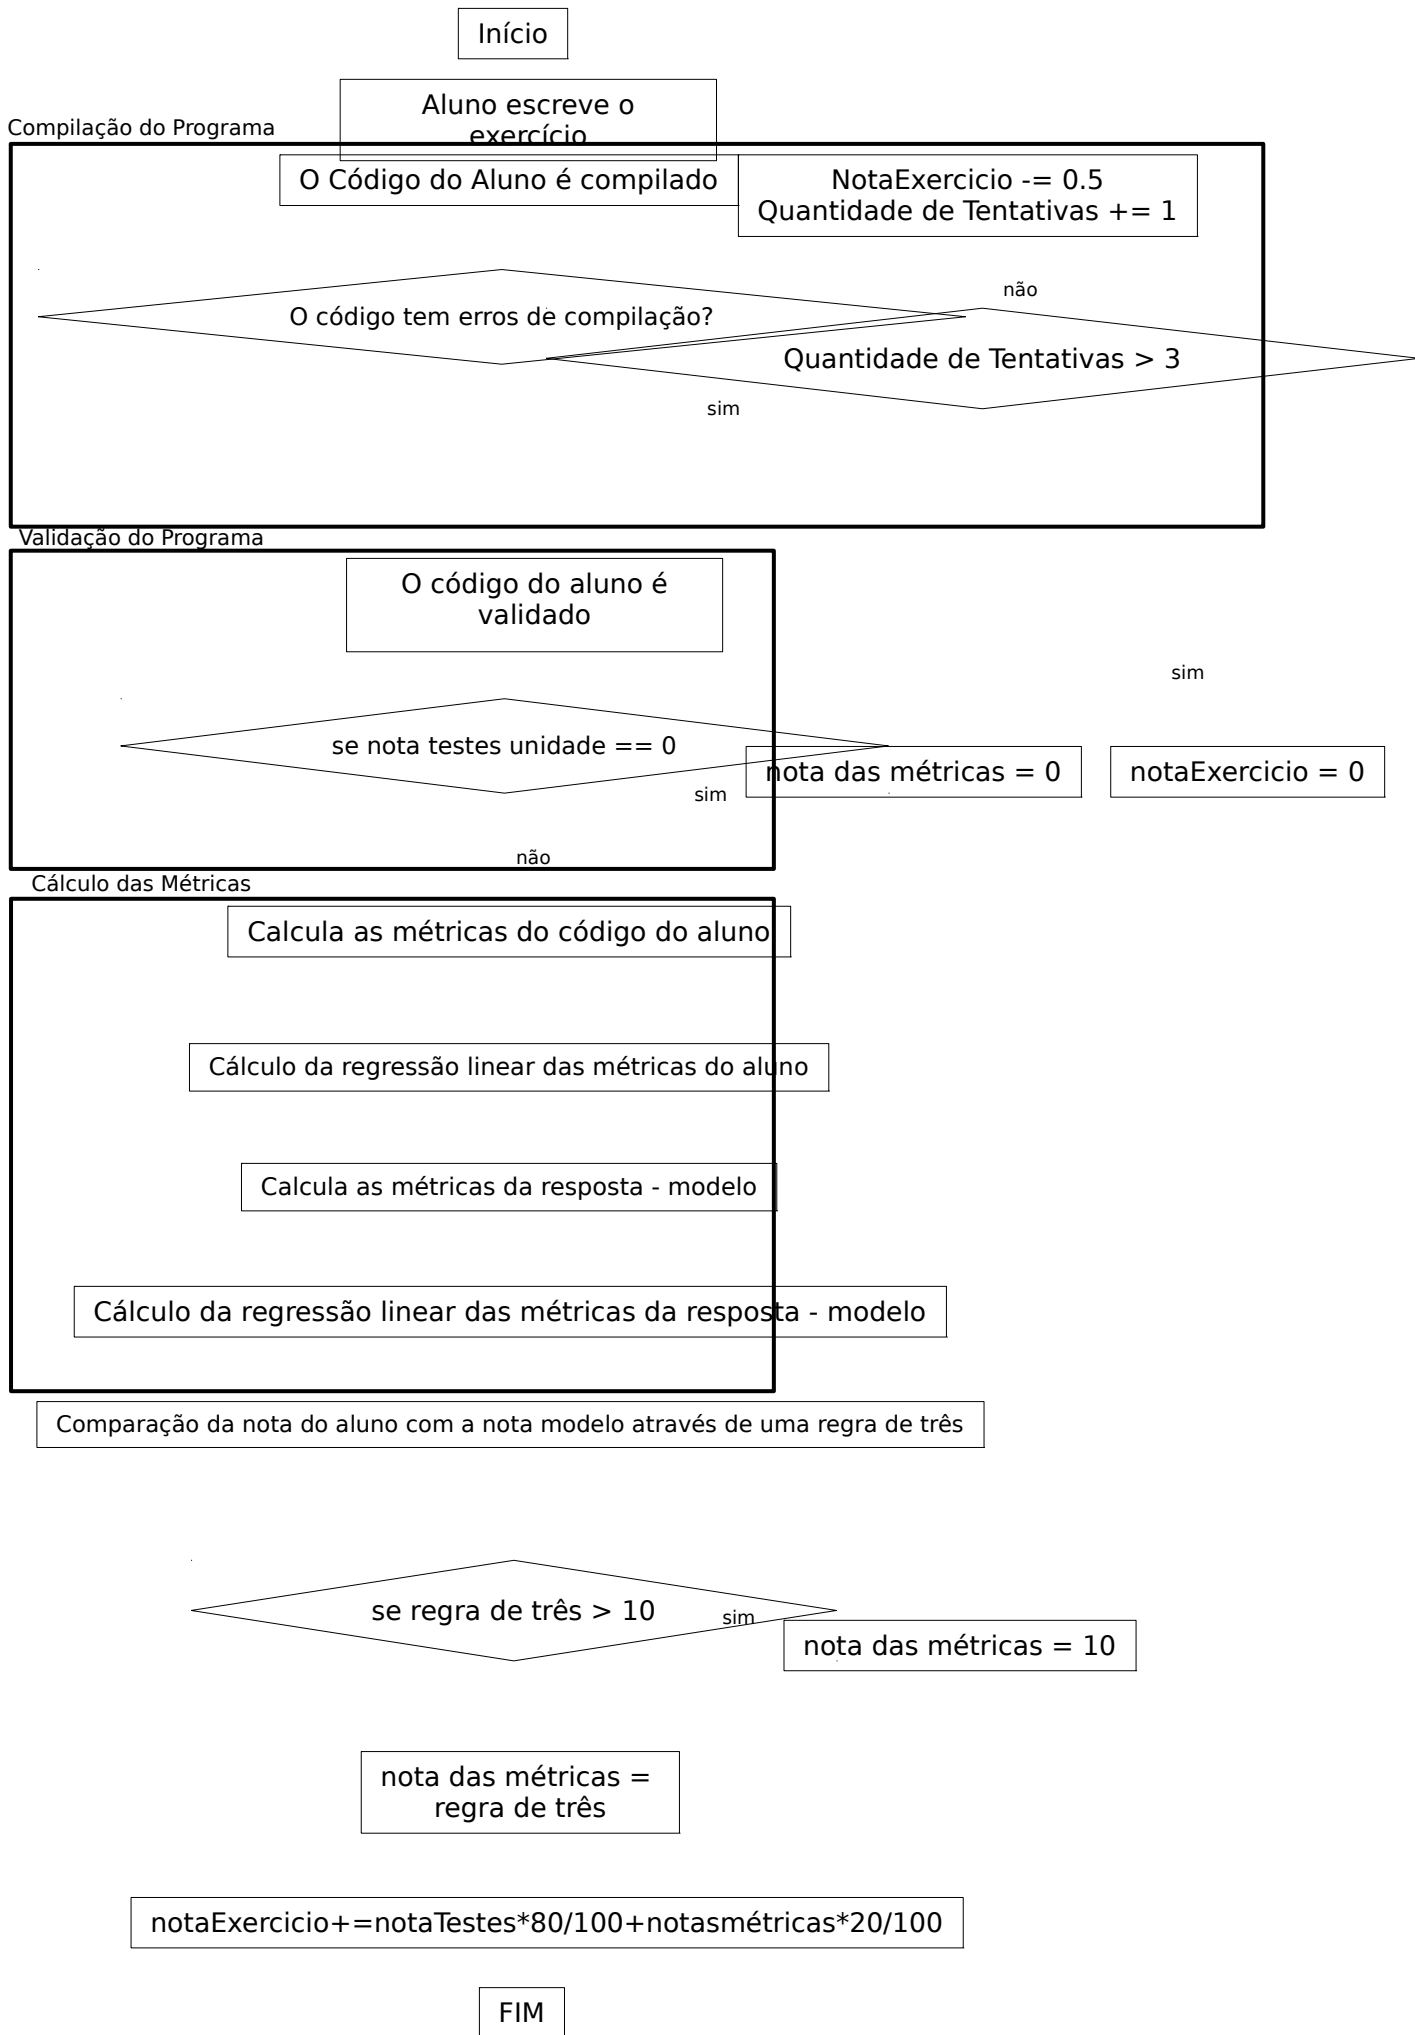 Início
Aluno escreve o
exercício
Compilação do Programa
O Código do Aluno é compilado
NotaExercicio -= 0.5
Quantidade de Tentativas += 1
não
O código tem erros de compilação?
Quantidade de Tentativas > 3
sim
Validação do Programa
O código do aluno é
validado
sim
se nota testes unidade == 0
nota das métricas = 0
notaExercicio = 0
sim
não
Cálculo das Métricas
Calcula as métricas do código do aluno
Cálculo da regressão linear das métricas do aluno
Calcula as métricas da resposta - modelo
Cálculo da regressão linear das métricas da resposta - modelo
Comparação da nota do aluno com a nota modelo através de uma regra de três
se regra de três > 10
sim
nota das métricas = 10
nota das métricas =
regra de três
notaExercicio+=notaTestes*80/100+notasmétricas*20/100
FIM